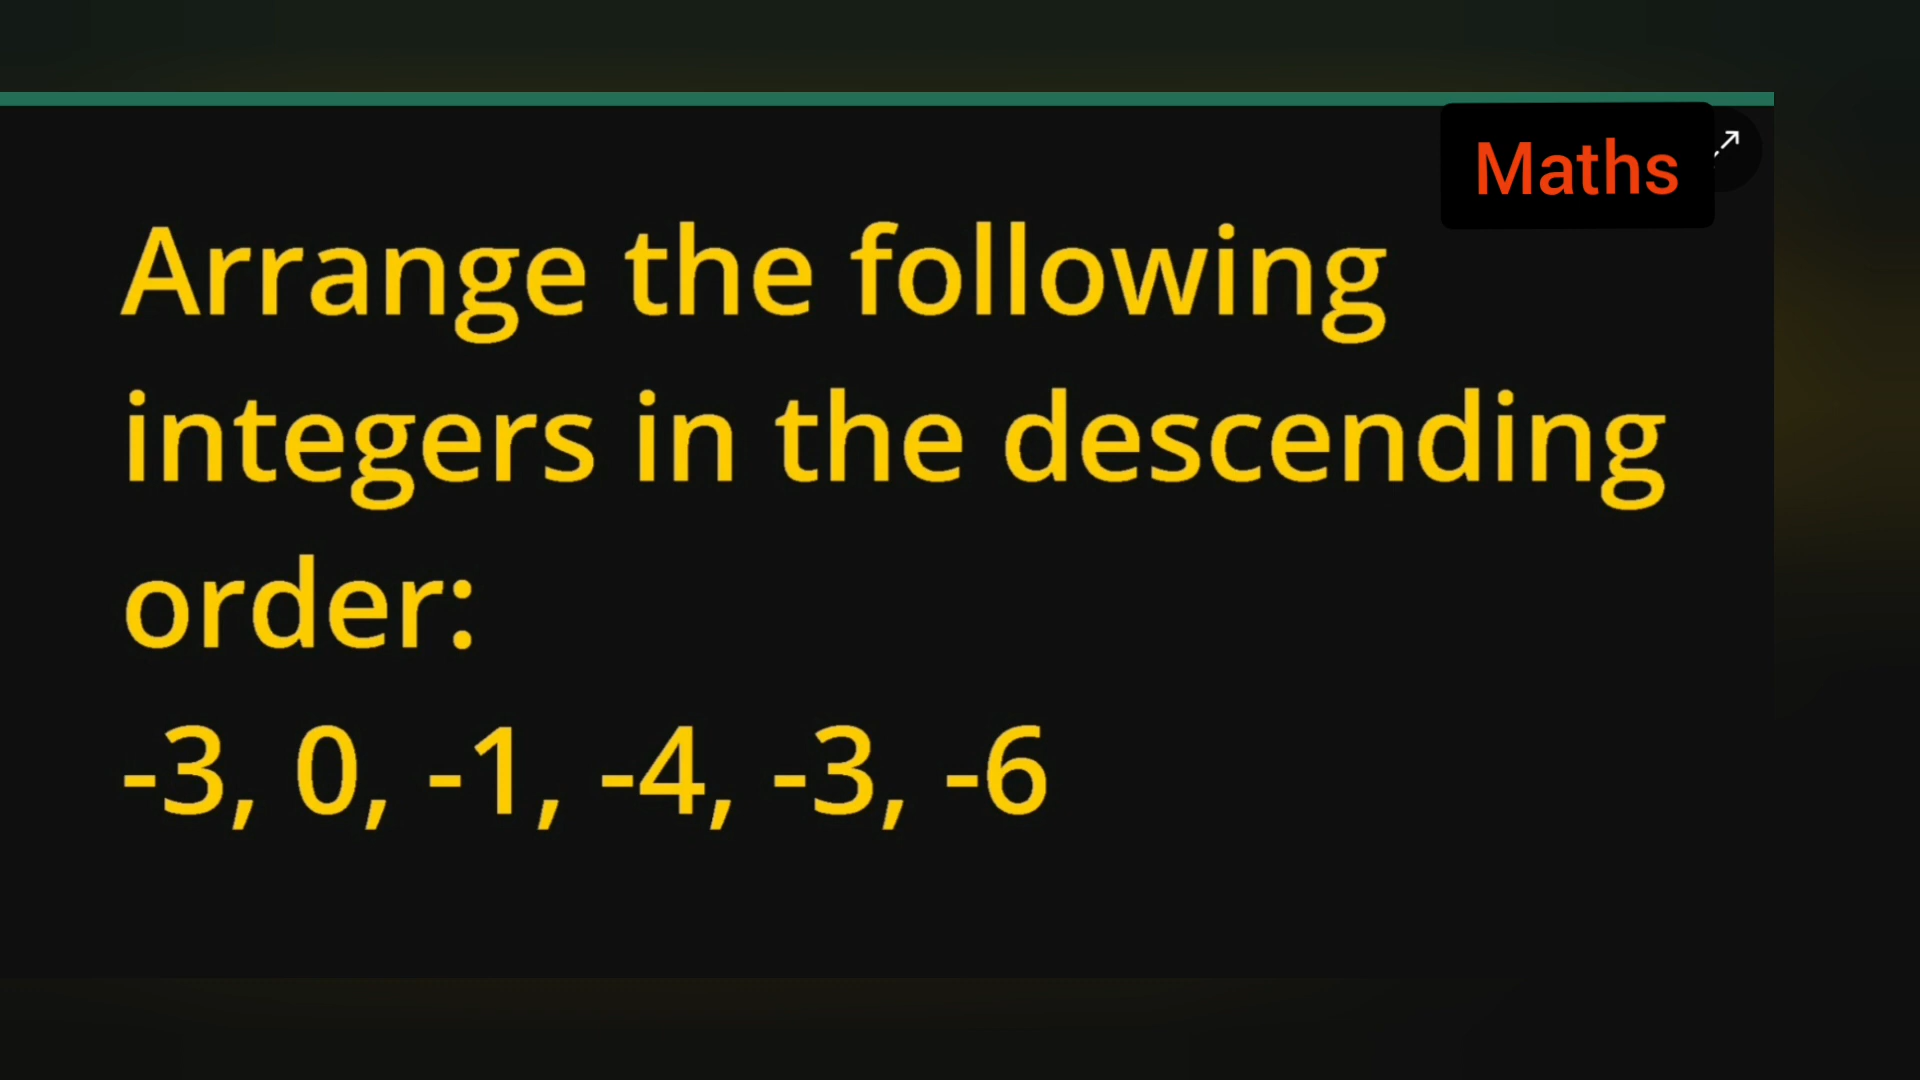 Maths
Arrange the following
integers in the descending
order:
-3, 0, -1, -4, -3, -6